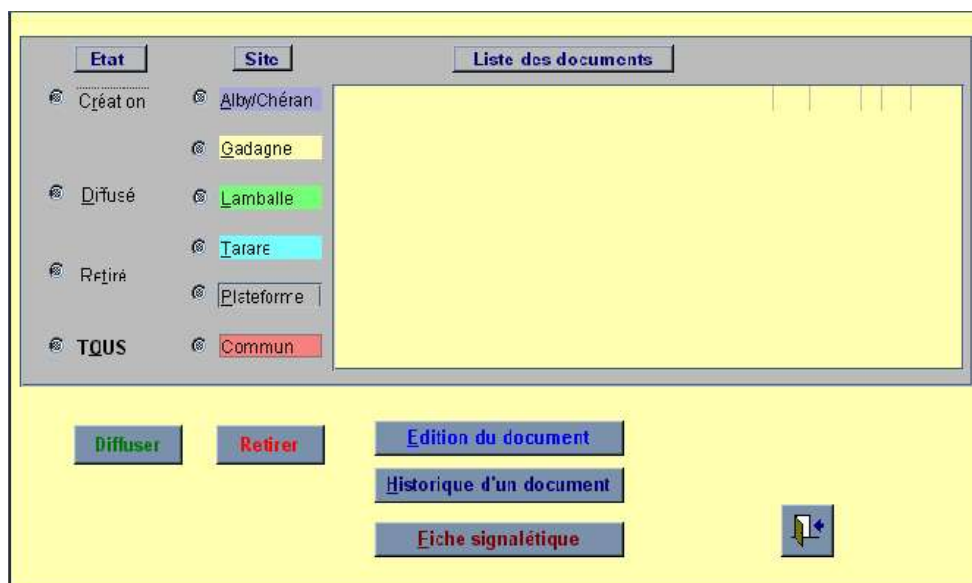 Etat
Site
Liste des documents
Création
Alby/Chéran
Gadagne
Diffusé
Lamballe
Tarare
Retiré
Plateforme
TOUS
Commun
Diffuser
Retirer
Edition du document
Historique d'un document
Fiche signalétique